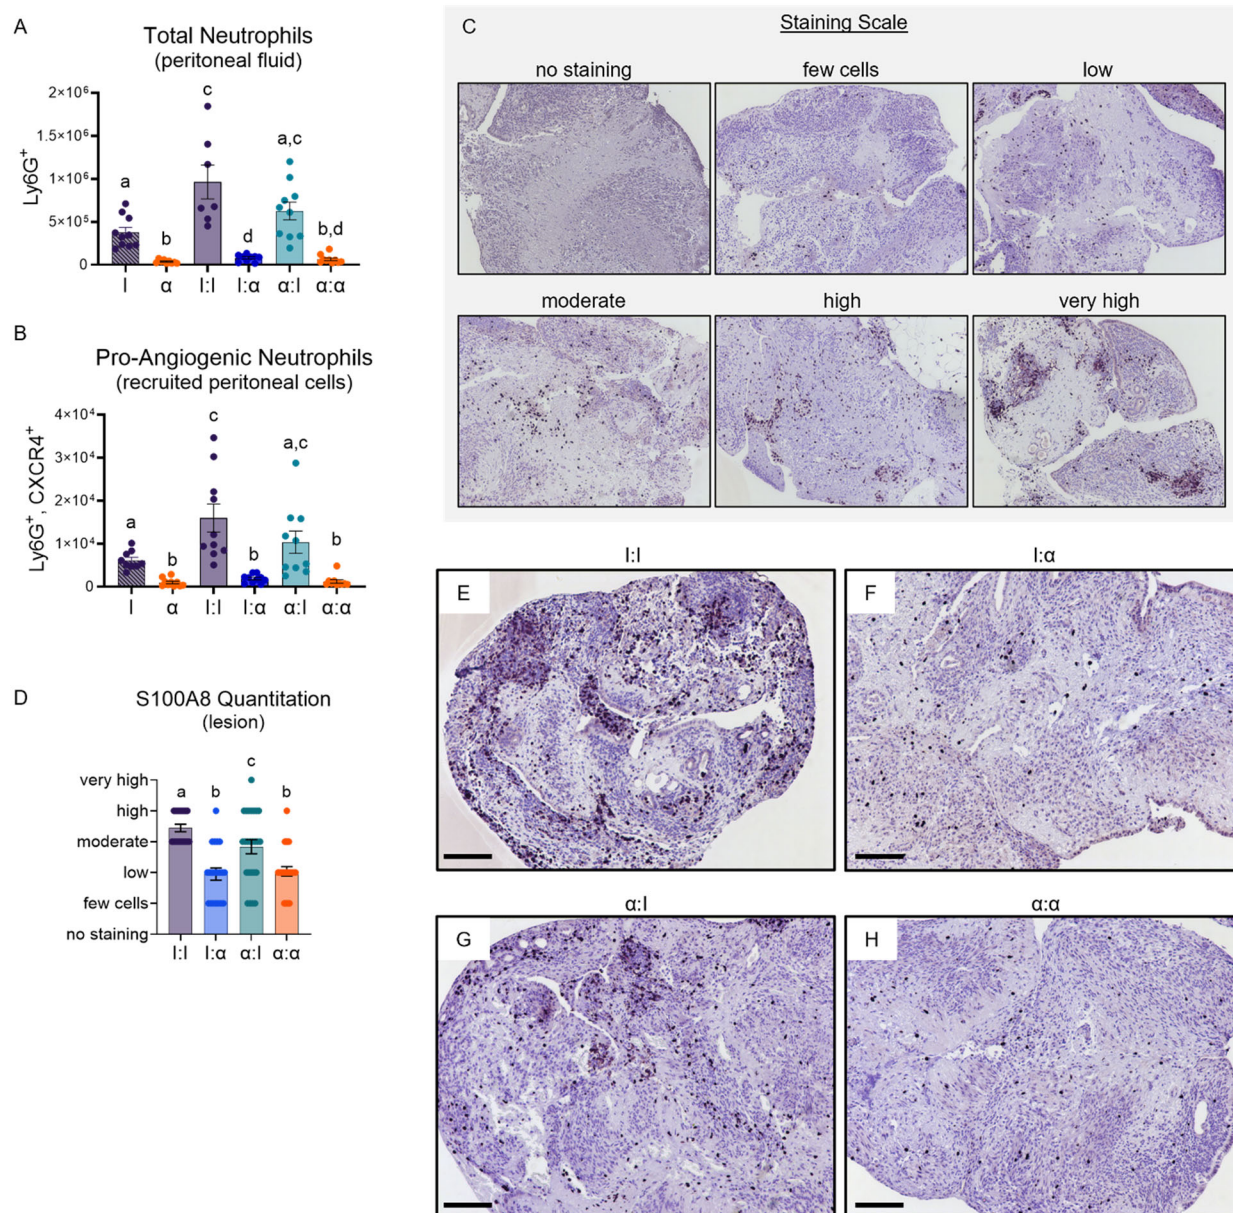 A
Total Neutrophils
(peritoneal fluid)
Ly6G⁺
2×10⁶
1.5×10⁶
1×10⁶
5×10⁵
0
a
b
c
d
a,c
b,d
I
α
I:I
I:α
α:I
α:α
B
Pro-Angiogenic Neutrophils
(recruited peritoneal cells)
Ly6G⁺, CXCR4⁺
4×10⁴
3×10⁴
2×10⁴
1×10⁴
0
a
b
c
b
a,c
b
I
α
I:I
I:α
α:I
α:α
C
Staining Scale
no staining
few cells
low
moderate
high
very high
D
S100A8 Quantitation
(lesion)
very high
high
moderate
low
few cells
no staining
a
b
c
b
I:I
I:α
α:I
α:α
I:I
E
I:α
F
α:I
G
α:α
H